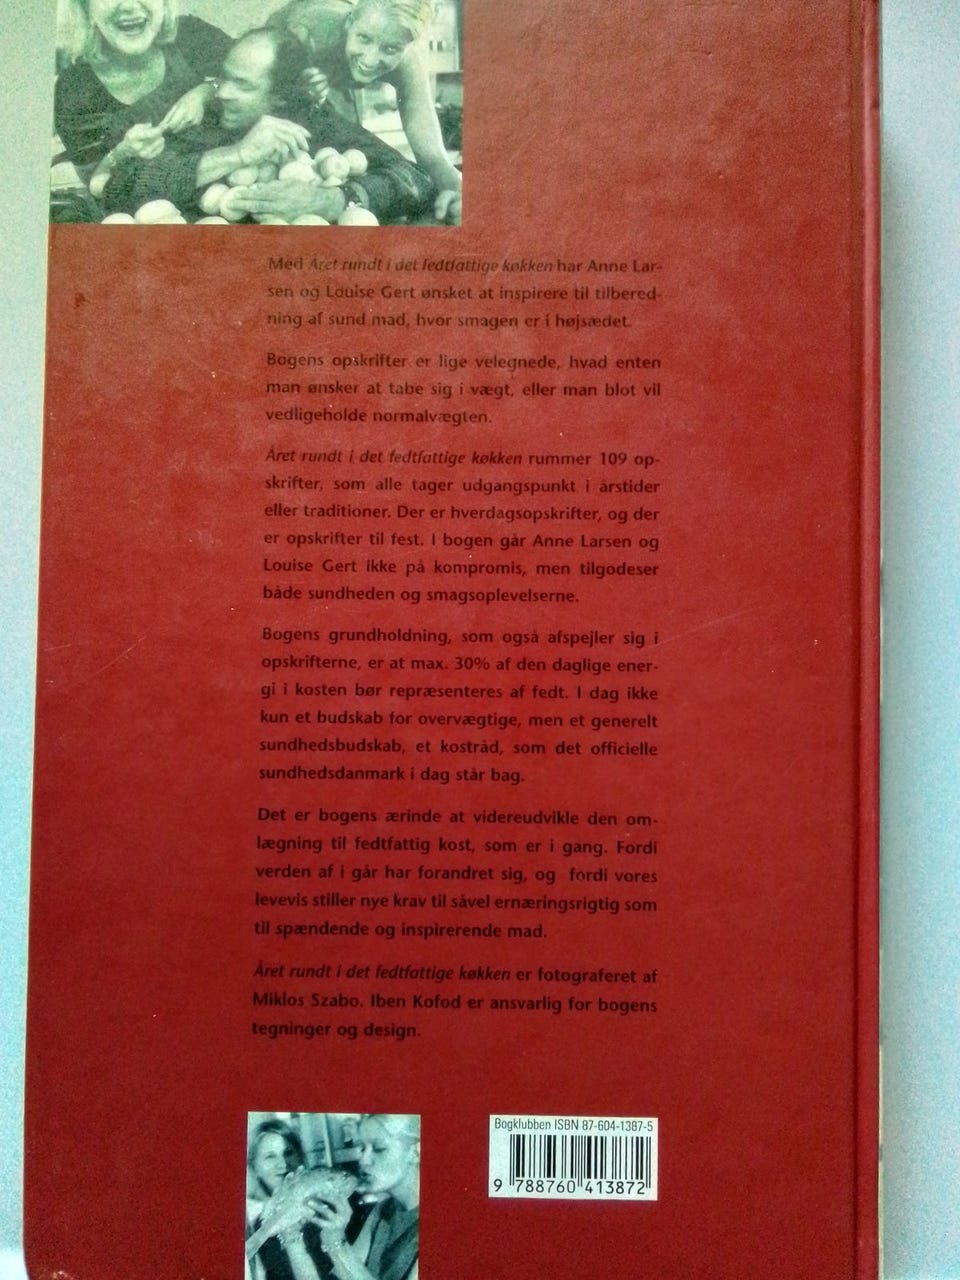 Med Året rundt i det fedtfattige køkken har Anne Lar-
sen og Louise Gert ønsket at inspirere til tilbered-
ning af sund mad, hvor smagen er i højsædet.
Bogens opskrifter er lige velegnede, hvad enten
man ønsker at tabe sig i vægt, eller man blot vil
vedligeholde normalvægten.
Året rundt i det fedtfattige køkken rummer 109 op-
skrifter, som alle tager udgangspunkt i årstider
eller traditioner. Der er hverdagsopskrifter, og der
er opskrifter til fest. I bogen går Anne Larsen og
Louise Gert ikke på kompromis, men tilgodeser
både sundheden og smagsoplevelserne.
Bogens grundholdning, som også afspejler sig i
opskrifterne, er at max. 30% af den daglige ener-
gi i kosten bør repræsenteres af fedt. I dag ikke
kun et budskab for overvægtige, men et generelt
sundhedsbudskab, et kostråd, som det officielle
sundhedsdanmark i dag står bag.
Det er bogens ærinde at videreudvikle den om-
lægning til fedtfattig kost, som er i gang. Fordi
verden af i går har forandret sig, og fordi vores
levevis stiller nye krav til såvel ernæringsrigtig som
til spændende og inspirerende mad.
Året rundt i det fedtfattige køkken er fotograferet af
Miklos Szabo. Iben Kofod er ansvarlig for bogens
tegninger og design.
Bogklubben ISBN 87-604-1387-5
9 788760 413872